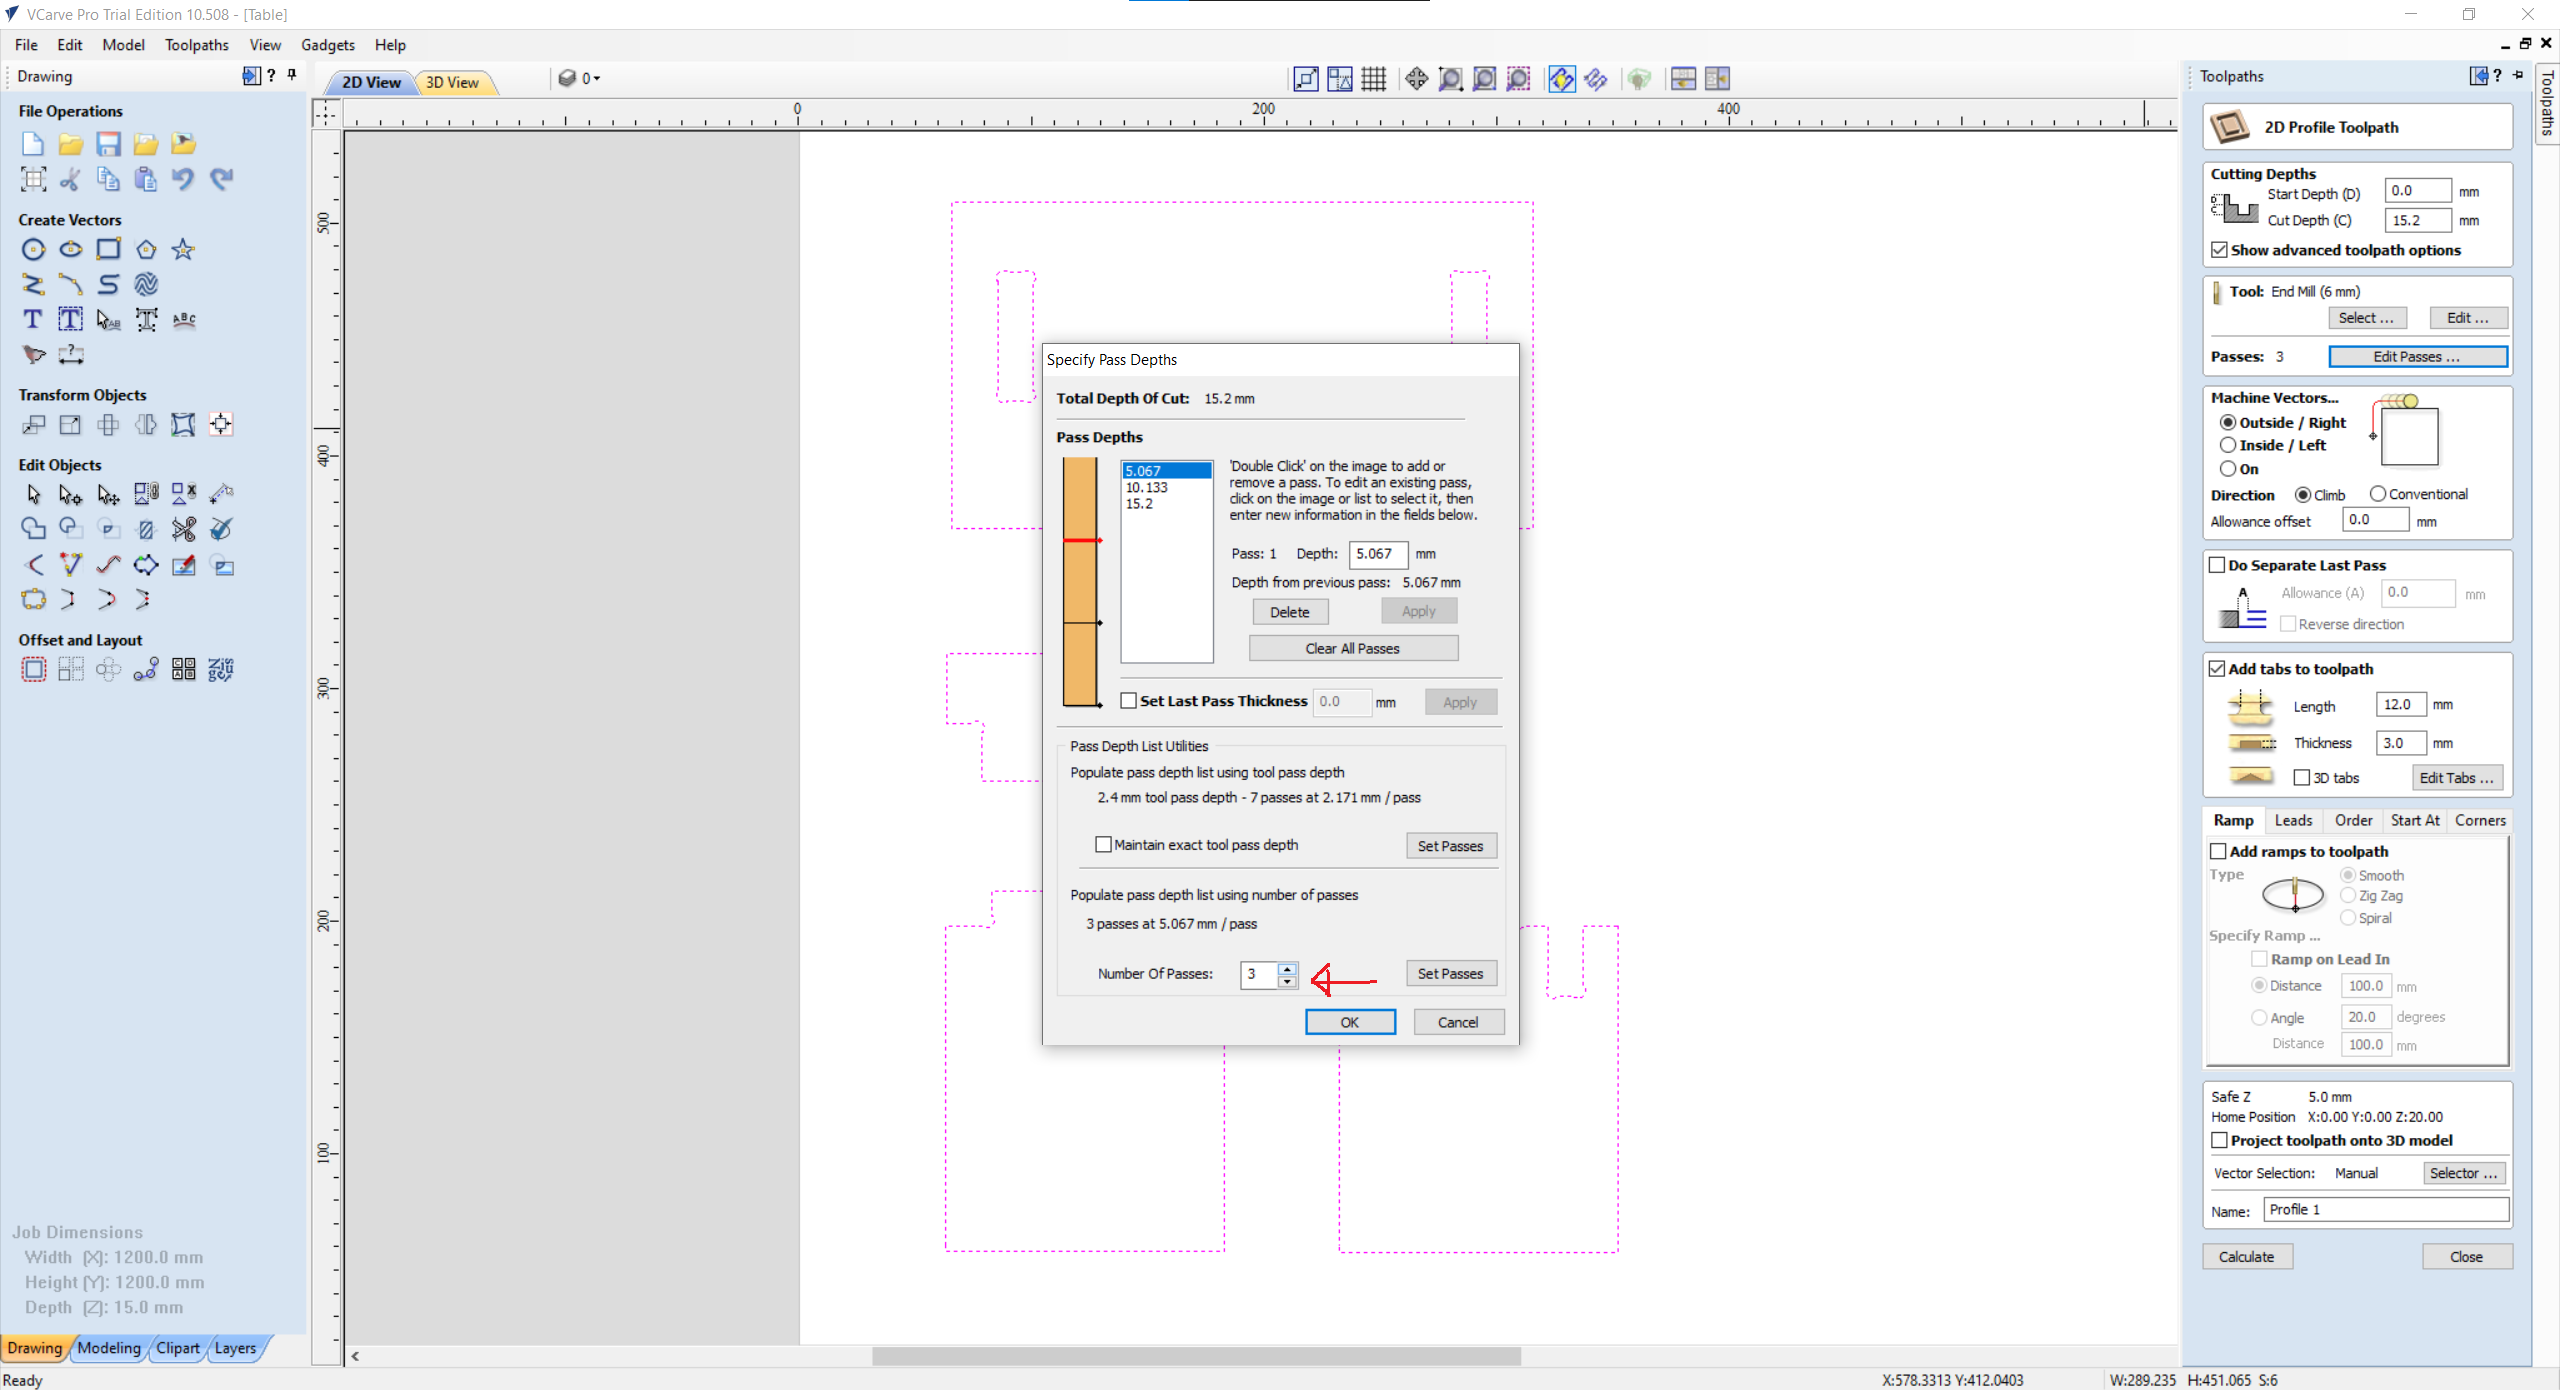 VCarve Pro Trial Edition 10.508 - [Table]
File Edit Model Toolpaths View Gadgets Help
Drawing
File Operations
Create Vectors
Transform Objects
Edit Objects
Offset and Layout
Job Dimensions
Width (X): 1200.0 mm
Height (Y): 1200.0 mm
Depth (Z): 15.0 mm
Drawing Modeling Clipart Layers
Ready
2D View 3D View 0
0 200 400
500
400
300
200
100
Specify Pass Depths
Total Depth Of Cut: 15.2 mm
Pass Depths
5.067
10.133
15.2
'Double Click' on the image to add or
remove a pass. To edit an existing pass,
click on the image or list to select it, then
enter new information in the fields below.
Pass: 1 Depth: 5.067 mm
Depth from previous pass: 5.067 mm
Delete Apply
Clear All Passes
Set Last Pass Thickness 0.0 mm Apply
Pass Depth List Utilities
Populate pass depth list using tool pass depth
2.4 mm tool pass depth - 7 passes at 2.171 mm / pass
Maintain exact tool pass depth Set Passes
Populate pass depth list using number of passes
3 passes at 5.067 mm / pass
Number Of Passes: 3 Set Passes
OK Cancel
Toolpaths
Toolpaths
2D Profile Toolpath
Cutting Depths
Start Depth (D) 0.0 mm
Cut Depth (C) 15.2 mm
Show advanced toolpath options
Tool: End Mill (6 mm)
Select ... Edit ...
Passes: 3 Edit Passes ...
Machine Vectors...
Outside / Right
Inside / Left
On
Direction Climb Conventional
Allowance offset 0.0 mm
Do Separate Last Pass
A Allowance (A) 0.0 mm
Reverse direction
Add tabs to toolpath
Length 12.0 mm
Thickness 3.0 mm
3D tabs Edit Tabs ...
Ramp Leads Order Start At Corners
Add ramps to toolpath
Type Smooth
Zig Zag
Spiral
Specify Ramp ...
Ramp on Lead In
Distance 100.0 mm
Angle 20.0 degrees
Distance 100.0 mm
Safe Z 5.0 mm
Home Position X:0.00 Y:0.00 Z:20.00
Project toolpath onto 3D model
Vector Selection: Manual Selector ...
Name: Profile 1
Calculate Close
X:578.3313 Y:412.0403 W:289.235 H:451.065 S:6